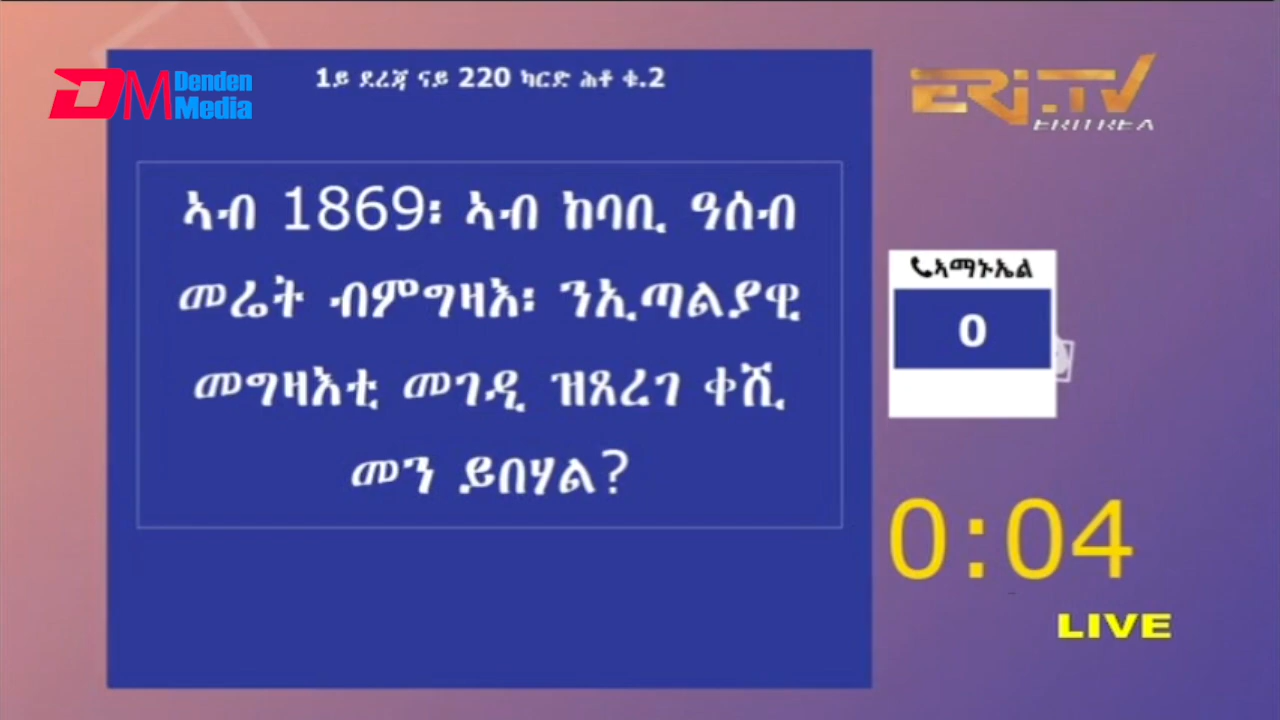 DM Denden Media
1ይ ደረጃ ናይ 220 ካርድ ሕቶ ቁ.2
ERi.TV
ERITREA
ኣብ 1869፡ ኣብ ከባቢ ዓሰብ
መሬት ብምግዛእ፡ ንኢጣልያዊ
መግዛእቲ መገዲ ዝጸረገ ቀሺ
መን ይበሃል?
ኣማኑኤል
0
0:04
LIVE